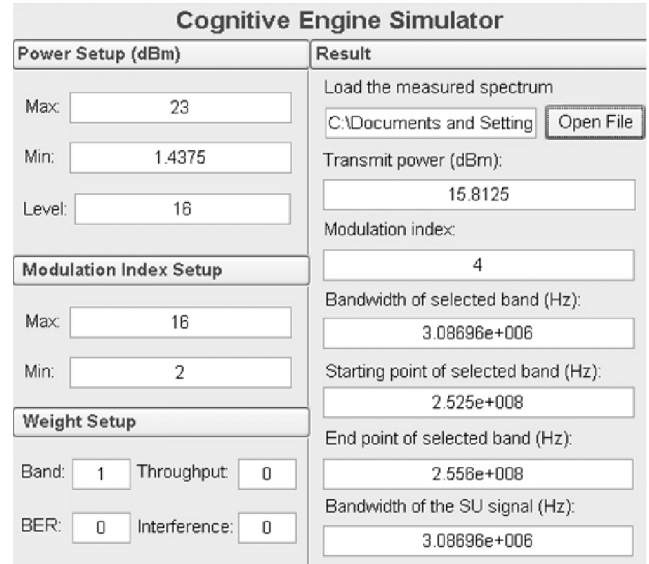 Cognitive Engine Simulator
Power Setup (dBm)
Max: 23
Min: 1.4375
Level: 16
Modulation Index Setup
Max: 16
Min: 2
Weight Setup
Band: 1 Throughput: 0
BER: 0 Interference: 0
Result
Load the measured spectrum
C:\Documents and Setting Open File
Transmit power (dBm):
15.8125
Modulation index:
4
Bandwidth of selected band (Hz):
3.08696e+006
Starting point of selected band (Hz):
2.525e+008
End point of selected band (Hz):
2.556e+008
Bandwidth of the SU signal (Hz):
3.08696e+006